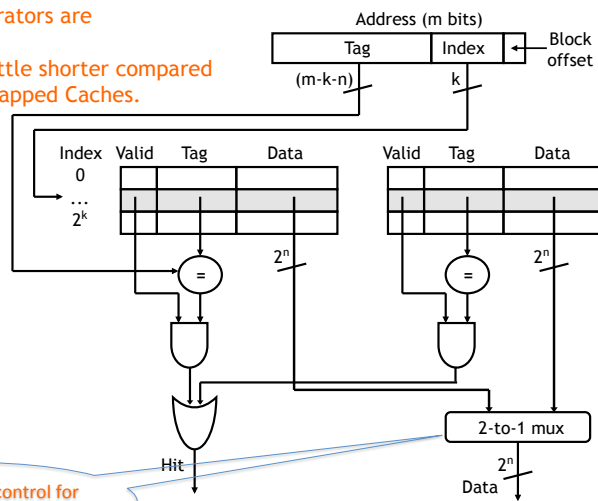 rators are
Address (m bits)
Tag Index
Block
offset
ttle shorter compared
apped Caches.
(m-k-n) k
Index Valid Tag Data Valid Tag Data
0
...
2^k
= 2^n = 2^n
2-to-1 mux
Hit
2^n
Data
control for